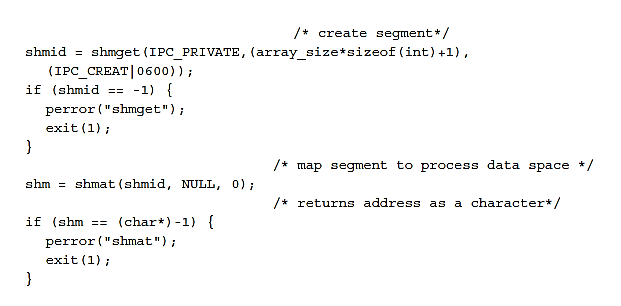 /* create segment*/
shmid = shmget(IPC_PRIVATE,(array_size*sizeof(int)+1),
(IPC_CREAT|0600));
if (shmid == -1) {
perror("shmget");
exit(1);
}
/* map segment to process data space */
shm = shmat(shmid, NULL, 0);
/* returns address as a character*/
if (shm == (char*)-1) {
perror("shmat");
exit(1);
}